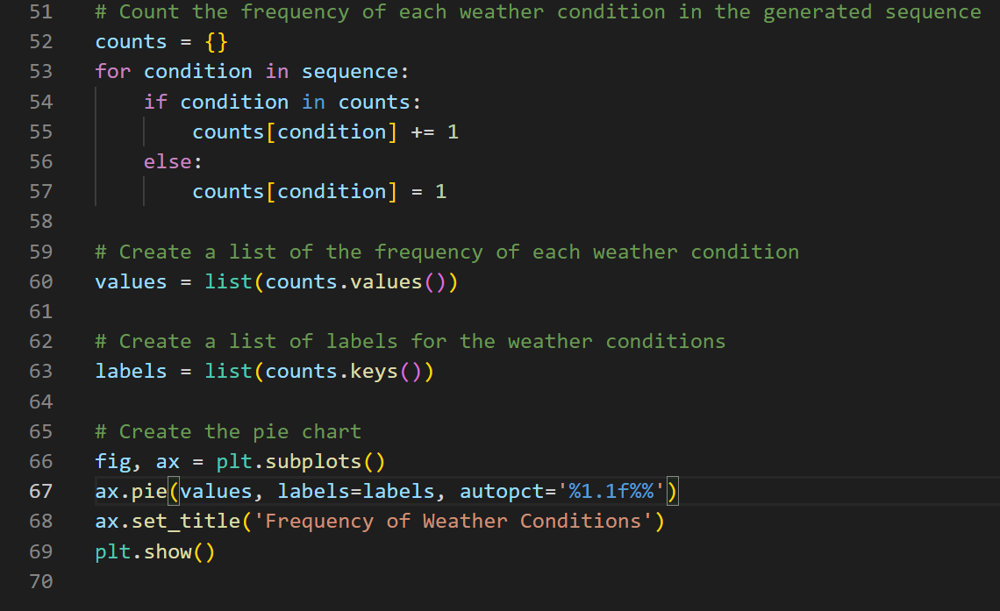 51 # Count the frequency of each weather condition in the generated sequence
52 counts = {}
53 for condition in sequence:
54     if condition in counts:
55         counts[condition] += 1
56     else:
57         counts[condition] = 1
58
59 # Create a list of the frequency of each weather condition
60 values = list(counts.values())
61
62 # Create a list of labels for the weather conditions
63 labels = list(counts.keys())
64
65 # Create the pie chart
66 fig, ax = plt.subplots()
67 ax.pie(values, labels=labels, autopct='%1.1f%%')
68 ax.set_title('Frequency of Weather Conditions')
69 plt.show()
70